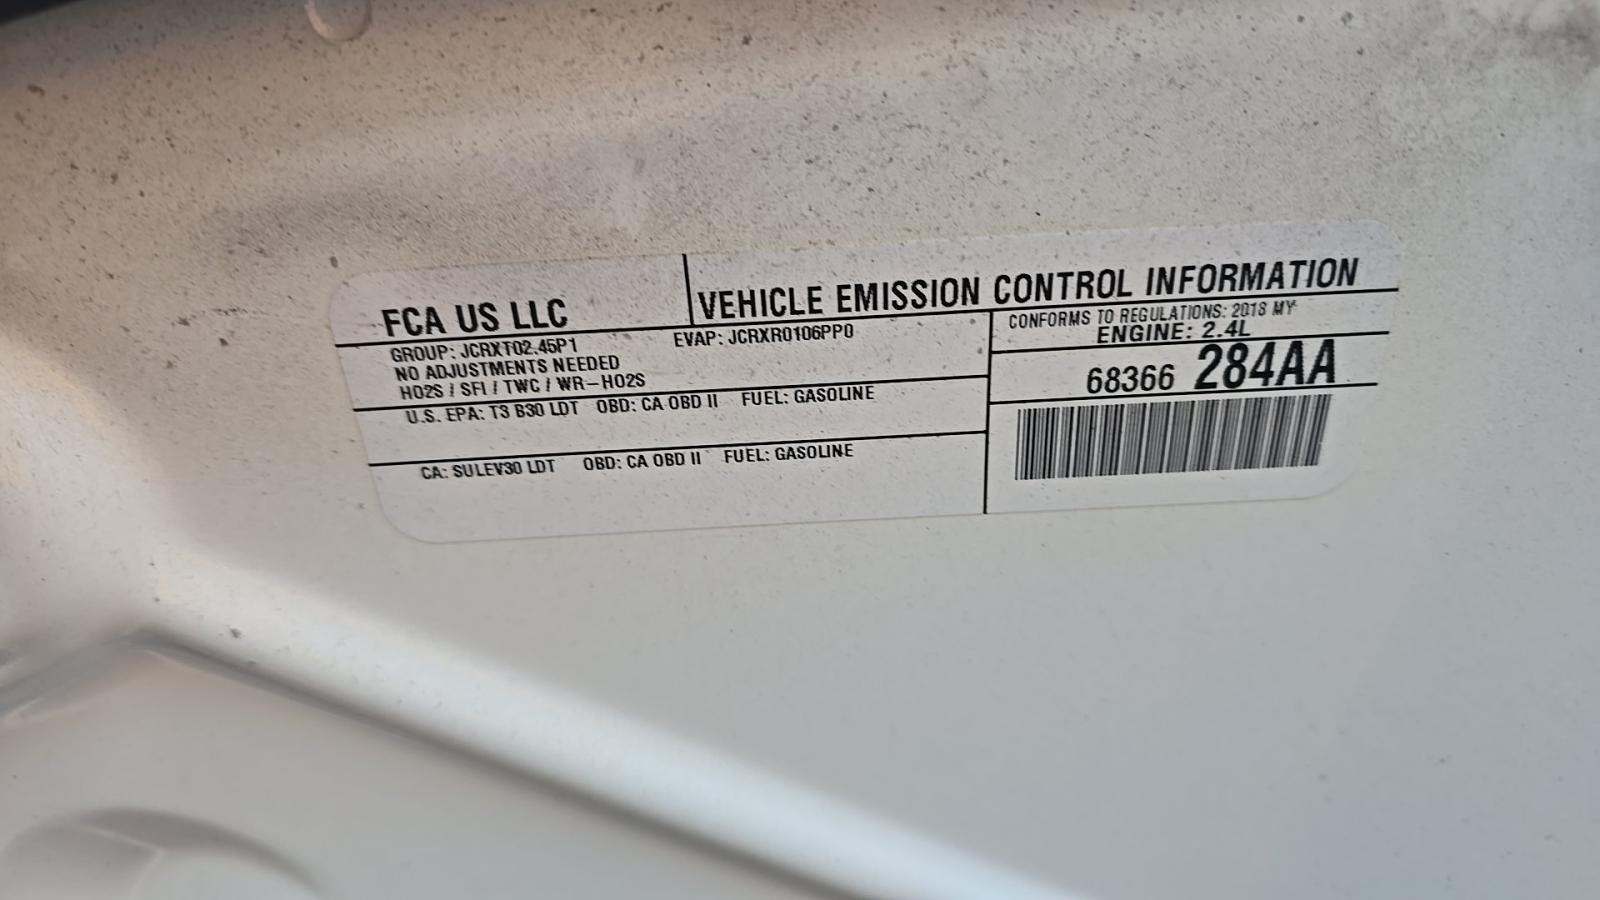 FCA US LLC
VEHICLE EMISSION CONTROL INFORMATION
GROUP: JCRXT02.45P1
EVAP: JCRXR0106PP0
NO ADJUSTMENTS NEEDED
HO2S / SFI / TWC / WR-HO2S
U.S. EPA: T3 B30 LDT OBD: CA OBD II FUEL: GASOLINE
CA: SULEV30 LDT OBD: CA OBD II FUEL: GASOLINE
CONFORMS TO REGULATIONS: 2018 MY
ENGINE: 2.4L
68366 284AA